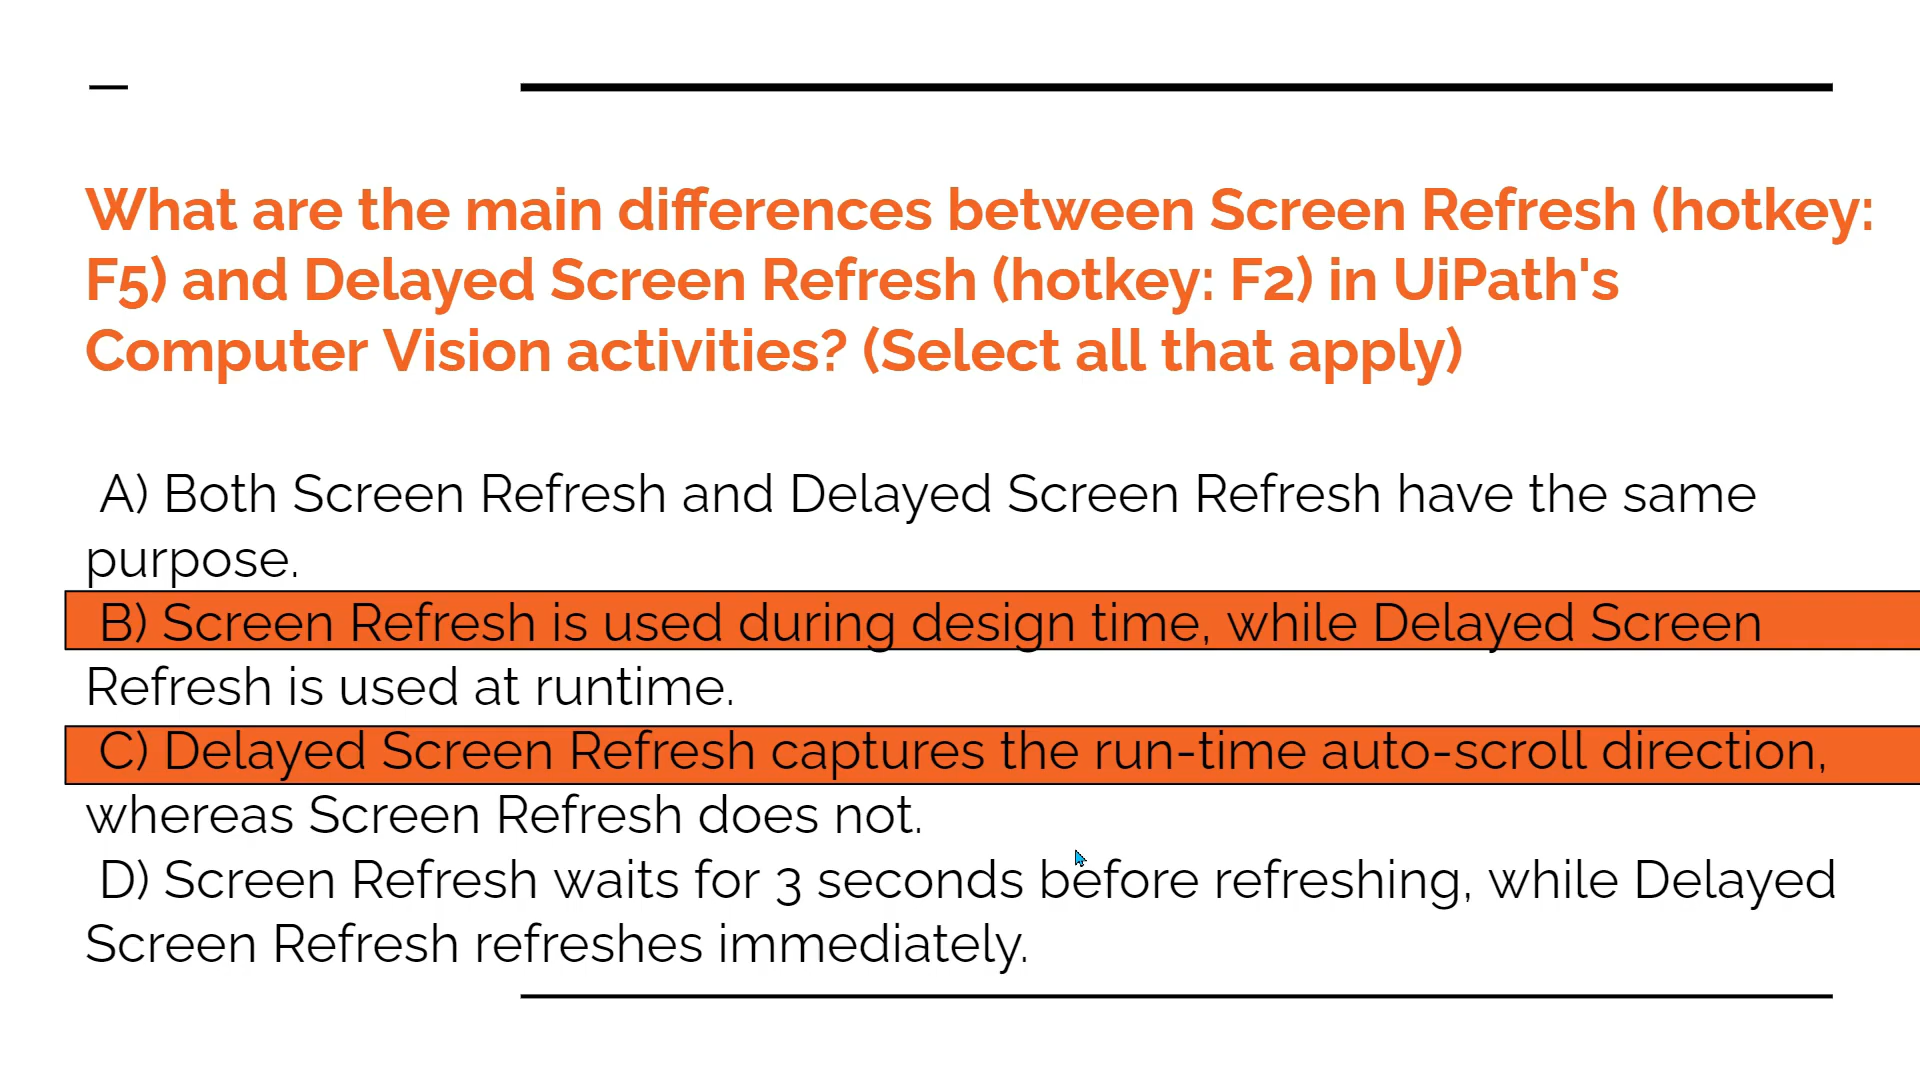 What are the main differences between Screen Refresh (hotkey:
F5) and Delayed Screen Refresh (hotkey: F2) in UiPath's
Computer Vision activities? (Select all that apply)
A) Both Screen Refresh and Delayed Screen Refresh have the same
purpose.
B) Screen Refresh is used during design time, while Delayed Screen
Refresh is used at runtime.
C) Delayed Screen Refresh captures the run-time auto-scroll direction,
whereas Screen Refresh does not.
D) Screen Refresh waits for 3 seconds before refreshing, while Delayed
Screen Refresh refreshes immediately.